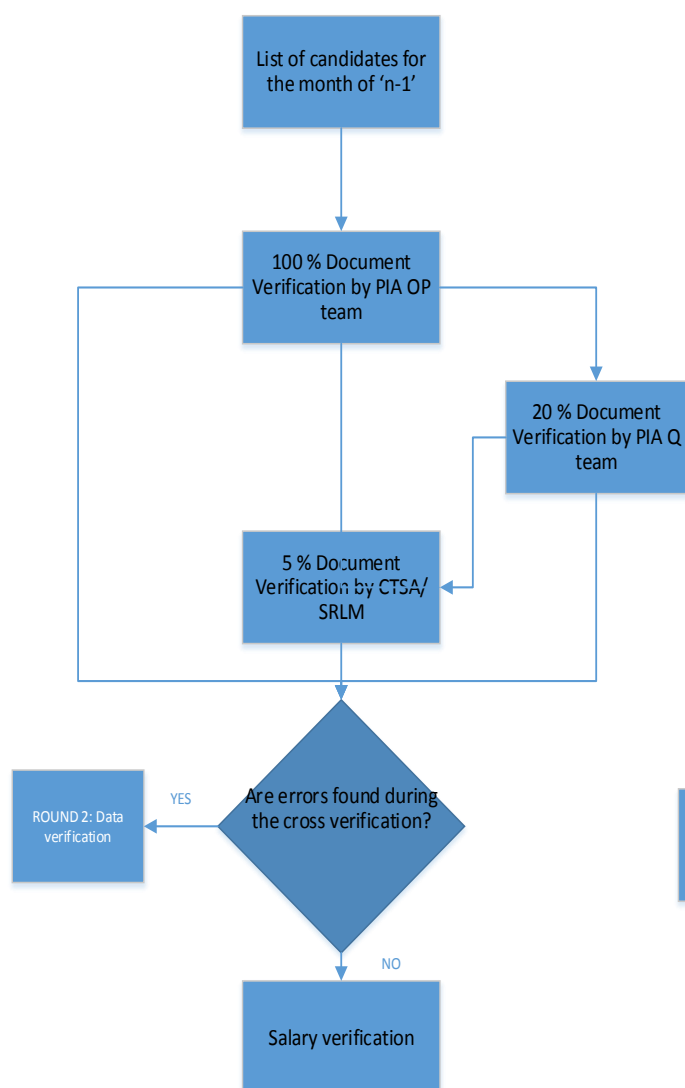 List of candidates for
the month of ‘n-1’
100 % Document
Verification by PIA OP
team
20 % Document
Verification by PIA Q
team
5 % Document
Verification by CTSA/
SRLM
Are errors found during
the cross verification?
YES
ROUND 2: Data
verification
NO
Salary verification